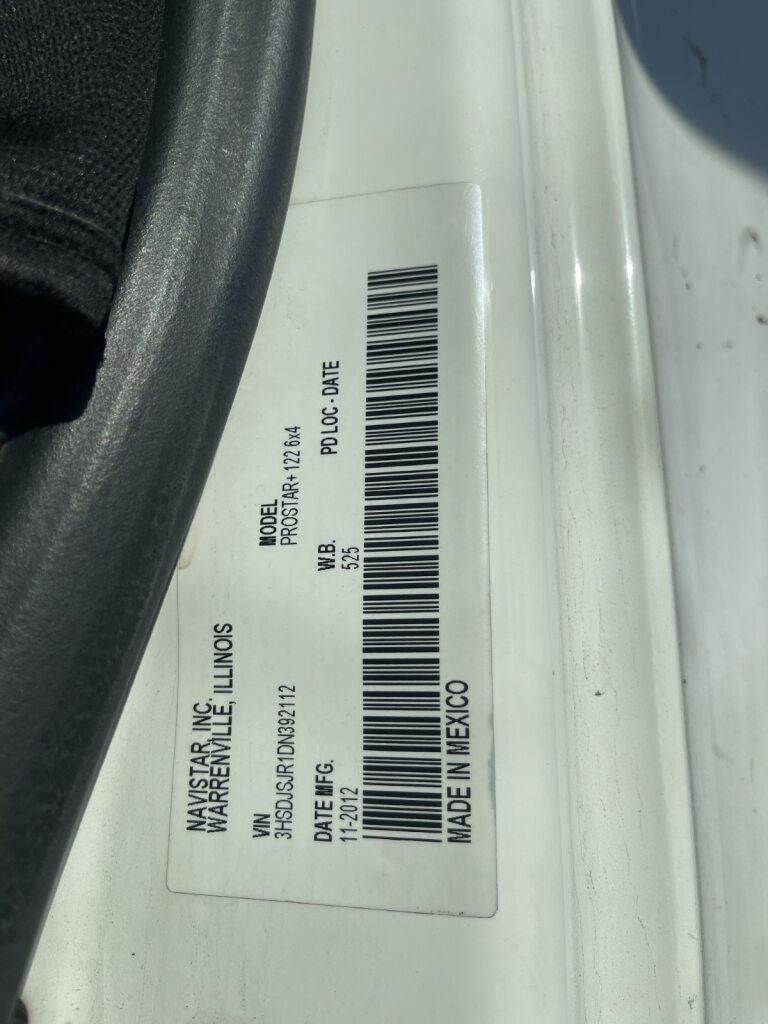 NAVISTAR, INC.
WARRENVILLE, ILLINOIS
VIN
3HSDJSJR1DN392112
MODEL
PROSTAR+ 122 6x4
DATE MFG.
11-2012
W.B.
525
PD LOC - DATE
MADE IN MEXICO